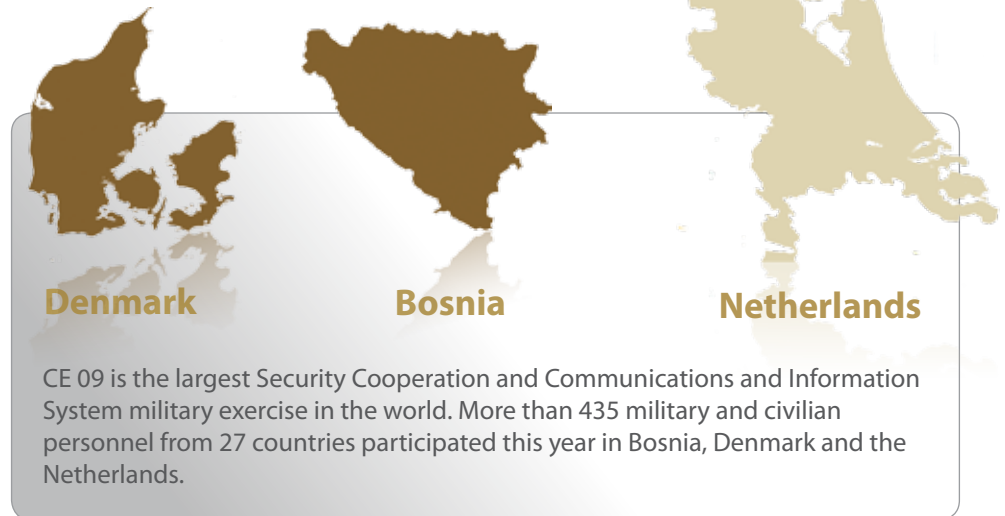 Denmark
Bosnia
Netherlands
CE 09 is the largest Security Cooperation and Communications and Information
System military exercise in the world. More than 435 military and civilian
personnel from 27 countries participated this year in Bosnia, Denmark and the
Netherlands.